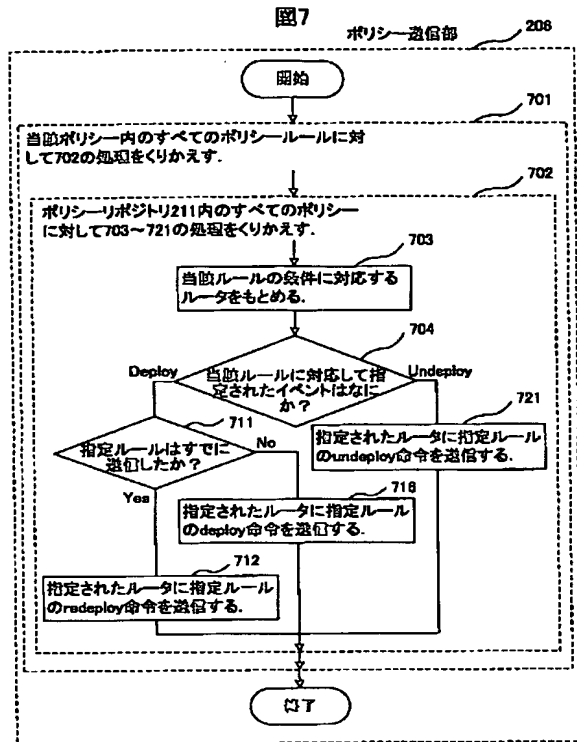 図7
ポリシー送信部
206
開始
701
当該ポリシー内のすべてのポリシールールに対
して702の処理をくりかえす.
702
ポリシーリポジトリ211内のすべてのポリシー
に対して703～721の処理をくりかえす.
703
当該ルールの条件に対応する
ルータをもとめる.
704
Deploy
当該ルールに対応して指
定されたイベントはなに
か？
Undeploy
711
指定ルールはすでに
送信したか？
No
Yes
721
指定されたルータに指定ルール
のundeploy命令を送信する.
716
指定されたルータに指定ルール
のdeploy命令を送信する.
712
指定されたルータに指定ルール
のredeploy命令を送信する.
終了